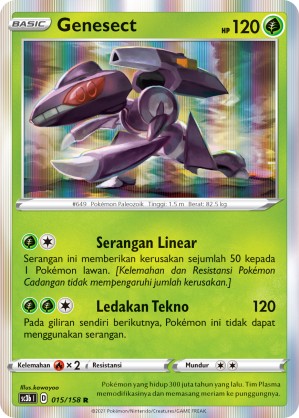 BASIC Genesect HP 120
#649 Pokémon Paleozoik Tinggi: 1.5 m Berat: 82.5 kg
Serangan Linear
Serangan ini memberikan kerusakan sejumlah 50 kepada
1 Pokémon lawan. [Kelemahan dan Resistansi Pokémon
Cadangan tidak mempengaruhi jumlah kerusakan.]
Ledakan Tekno 120
Pada giliran sendiri berikutnya, Pokémon ini tidak dapat
menggunakan serangan.
Kelemahan ×2 Resistansi Mundur
Illus. kawayoo
sc3b I D 015/158 R
Pokémon yang hidup 300 juta tahun yang lalu. Tim Plasma
memodifikasinya dan memasang meriam ke punggungnya.
©2021 Pokémon/Nintendo/Creatures/GAME FREAK